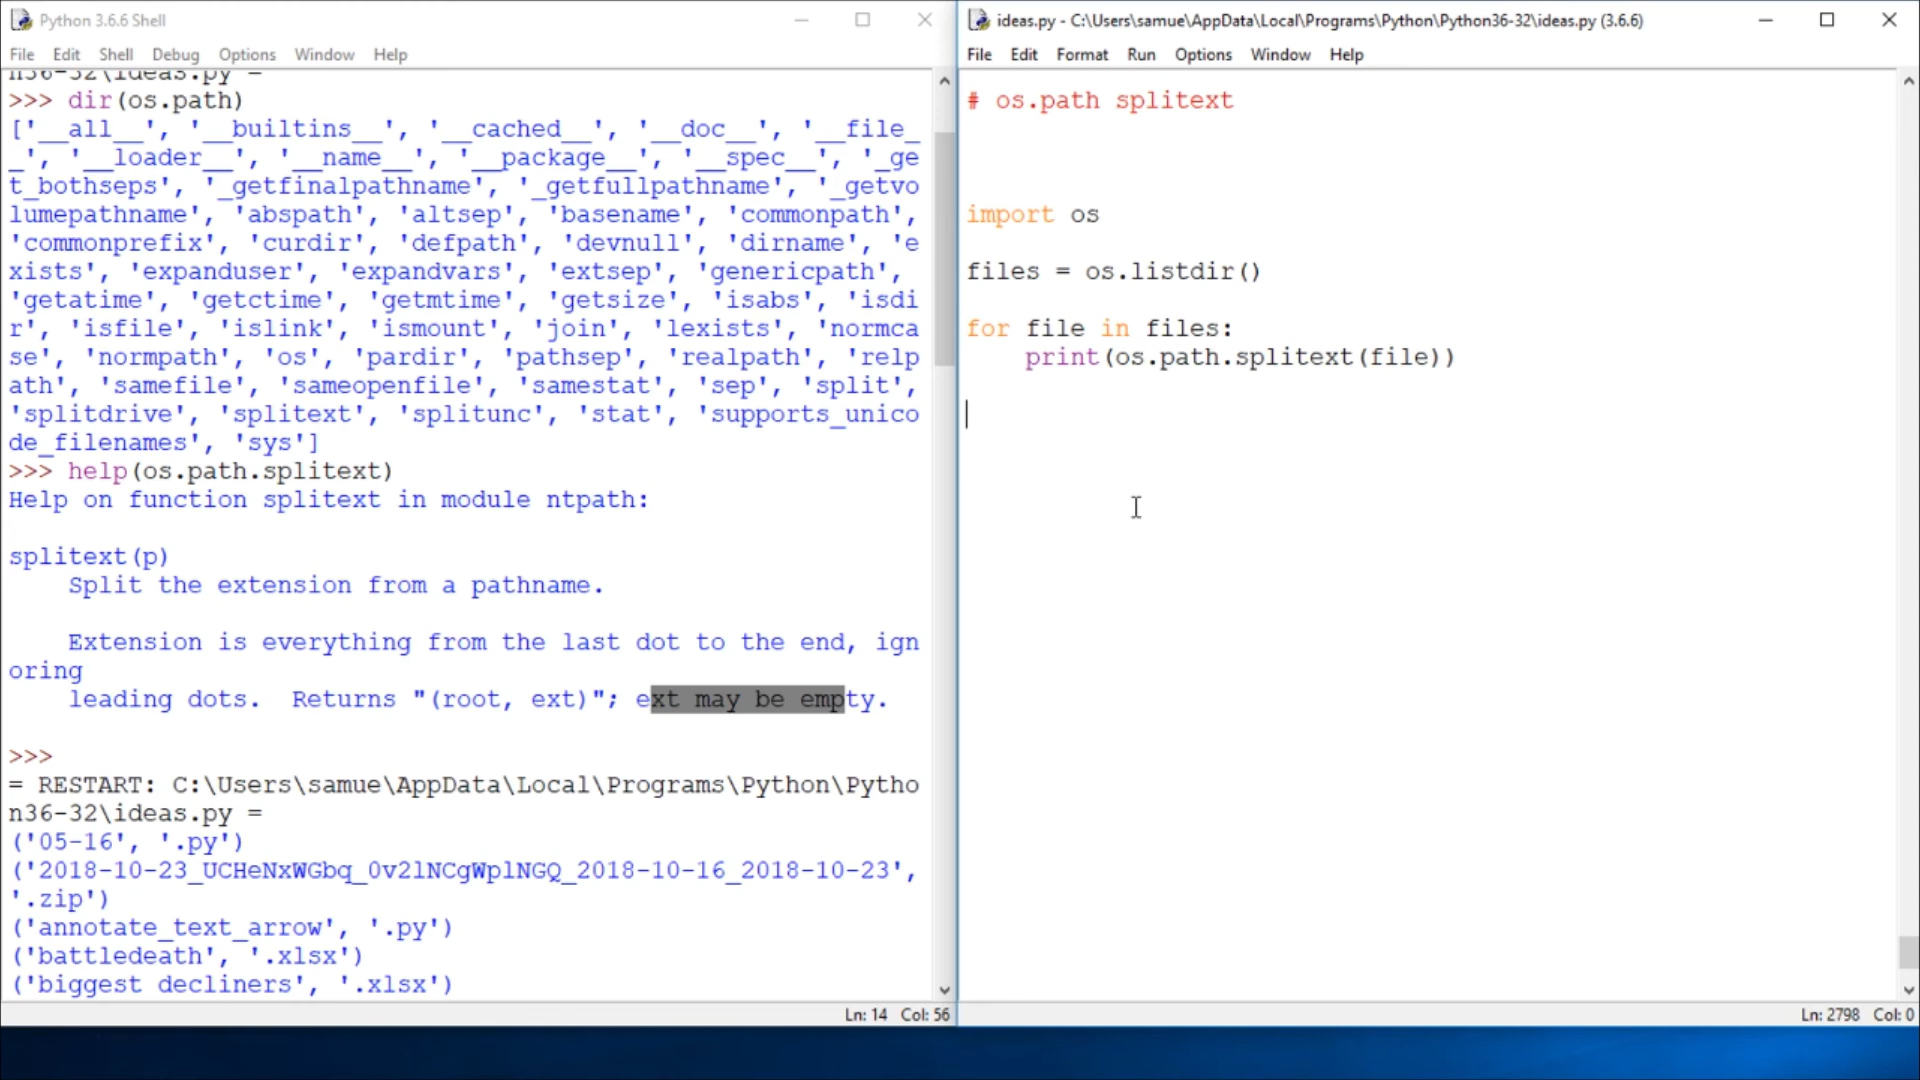 Python 3.6.6 Shell
File Edit Shell Debug Options Window Help
n36-32\ideas.py =
>>> dir(os.path)
['__all__', '__builtins__', '__cached__', '__doc__', '__file_
_', '__loader__', '__name__', '__package__', '__spec__', '_ge
t_bothseps', '_getfinalpathname', '_getfullpathname', '_getvo
lumepathname', 'abspath', 'altsep', 'basename', 'commonpath',
'commonprefix', 'curdir', 'defpath', 'devnull', 'dirname', 'e
xists', 'expanduser', 'expandvars', 'extsep', 'genericpath',
'getatime', 'getctime', 'getmtime', 'getsize', 'isabs', 'isdi
r', 'isfile', 'islink', 'ismount', 'join', 'lexists', 'normca
se', 'normpath', 'os', 'pardir', 'pathsep', 'realpath', 'relp
ath', 'samefile', 'sameopenfile', 'samestat', 'sep', 'split',
'splitdrive', 'splitext', 'splitunc', 'stat', 'supports_unico
de_filenames', 'sys']
>>> help(os.path.splitext)
Help on function splitext in module ntpath:
splitext(p)
Split the extension from a pathname.
Extension is everything from the last dot to the end, ign
oring
leading dots.  Returns "(root, ext)"; ext may be empty.
>>>
= RESTART: C:\Users\samue\AppData\Local\Programs\Python\Pytho
n36-32\ideas.py =
('05-16', '.py')
('2018-10-23_UCHeNxWGbq_0v2lNCgWplNGQ_2018-10-16_2018-10-23',
'.zip')
('annotate_text_arrow', '.py')
('battledeath', '.xlsx')
('biggest decliners', '.xlsx')
Ln: 14 Col: 56
ideas.py - C:\Users\samue\AppData\Local\Programs\Python\Python36-32\ideas.py (3.6.6)
File Edit Format Run Options Window Help
# os.path splitext
import os
files = os.listdir()
for file in files:
print(os.path.splitext(file))
Ln: 2798 Col: 0